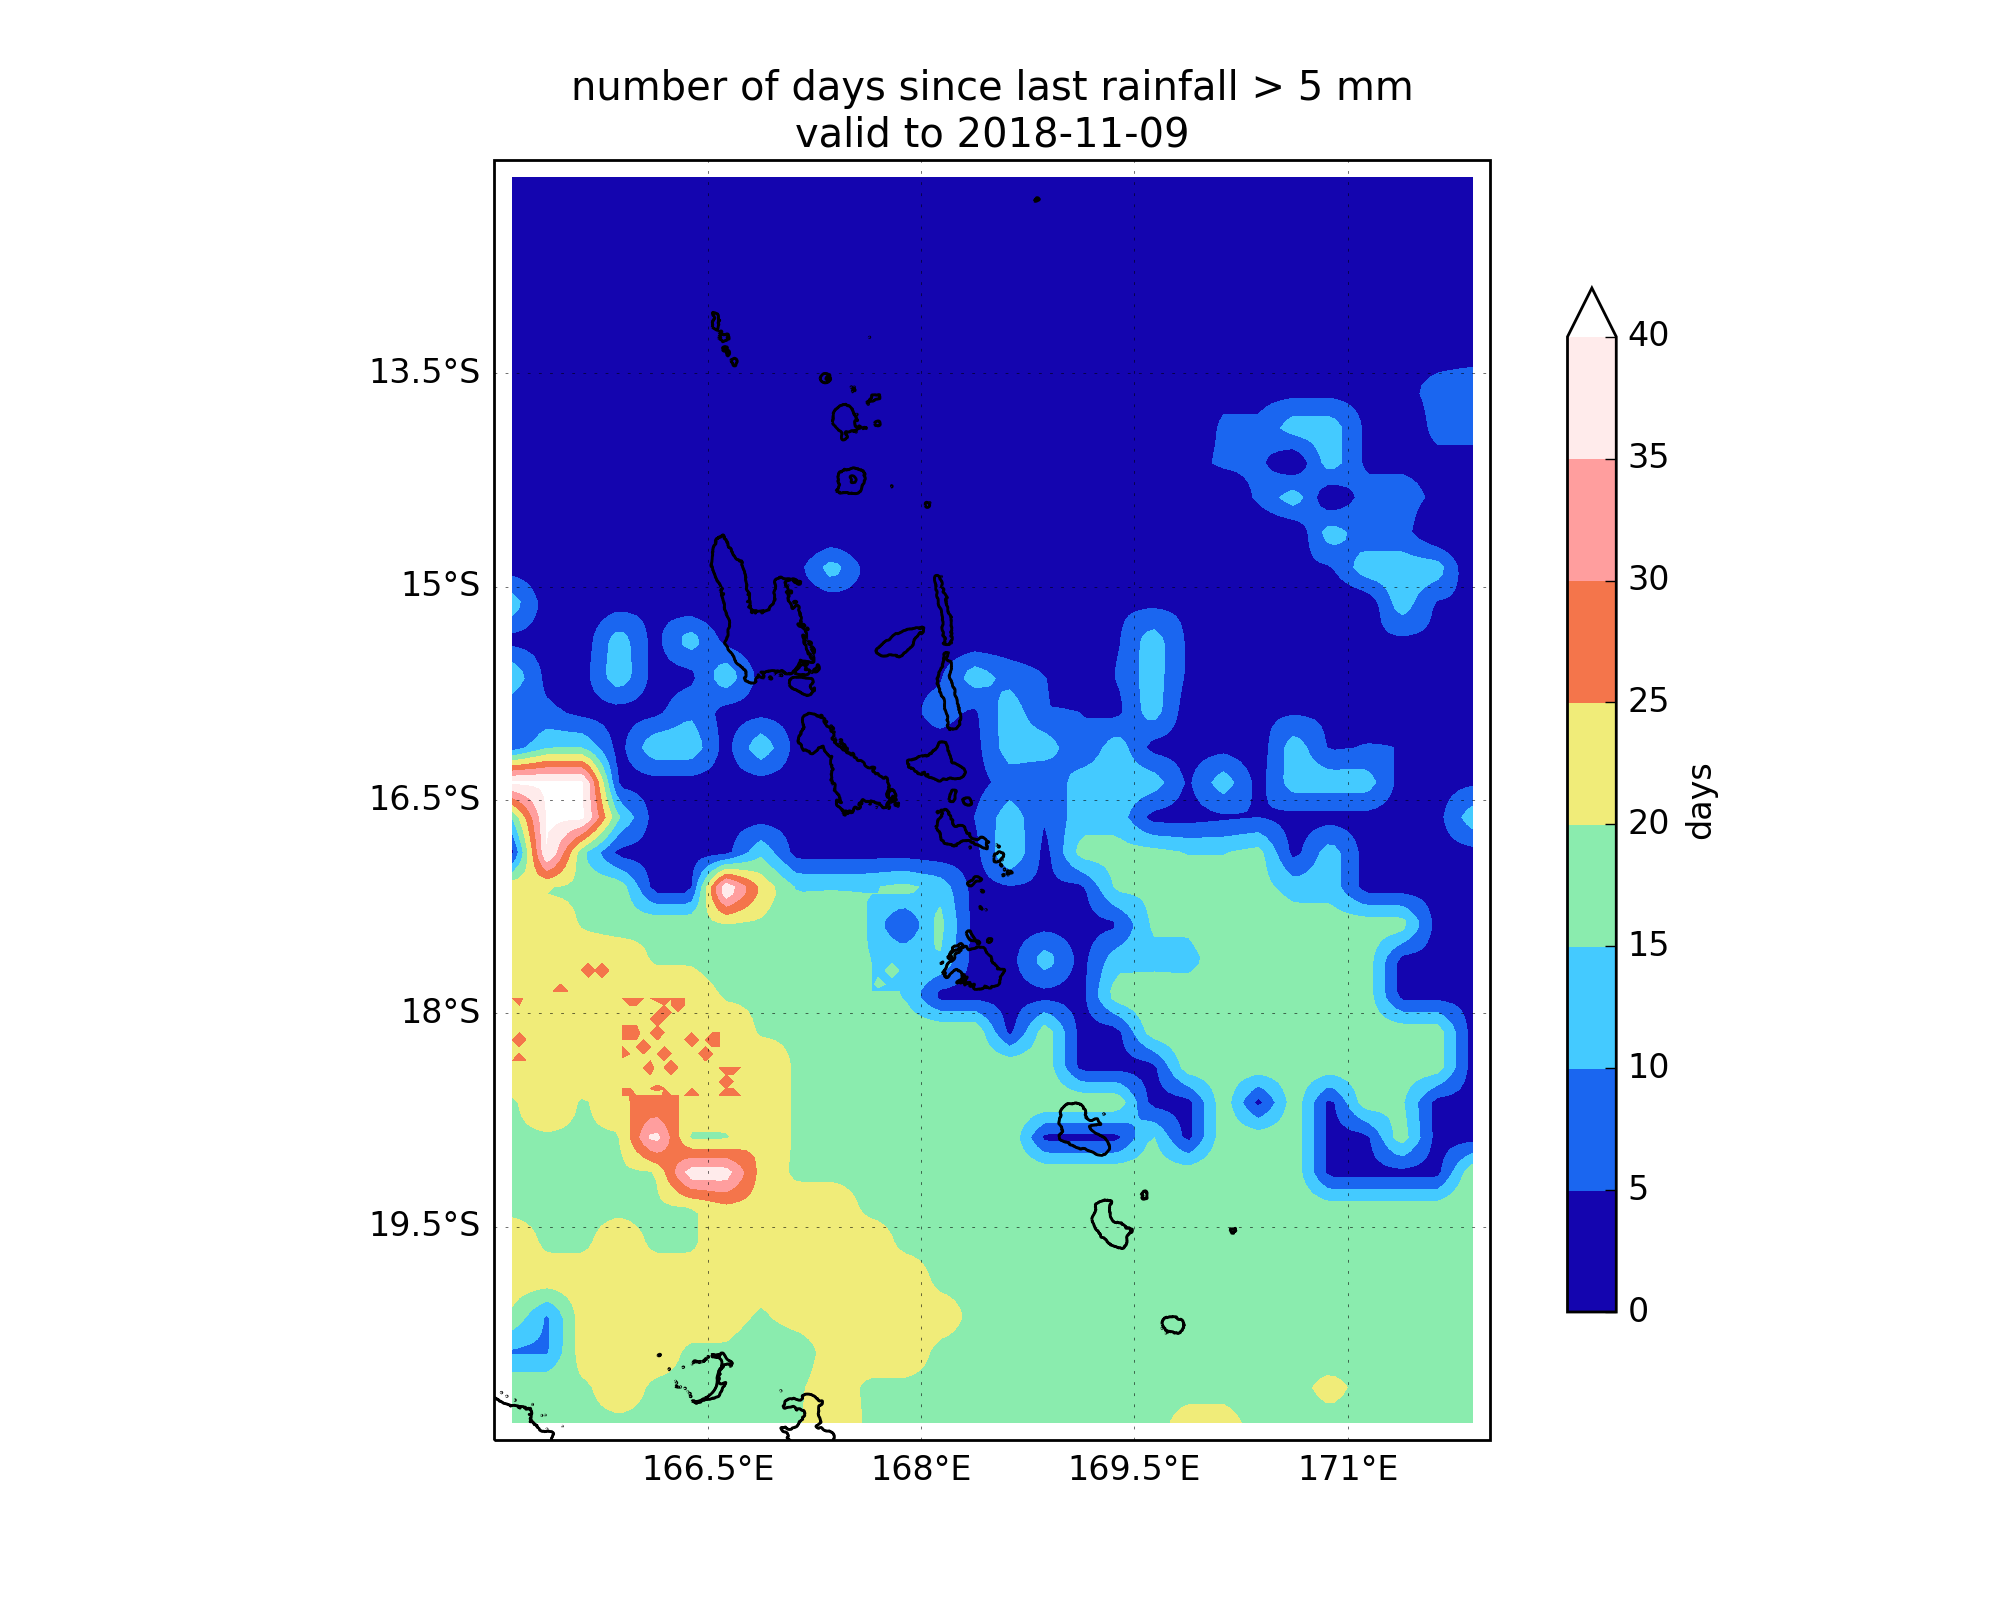 number of days since last rainfall > 5 mm
valid to 2018-11-09
13.5°S
15°S
16.5°S
18°S
19.5°S
166.5°E
168°E
169.5°E
171°E
40
35
30
25
20
15
10
5
0
days